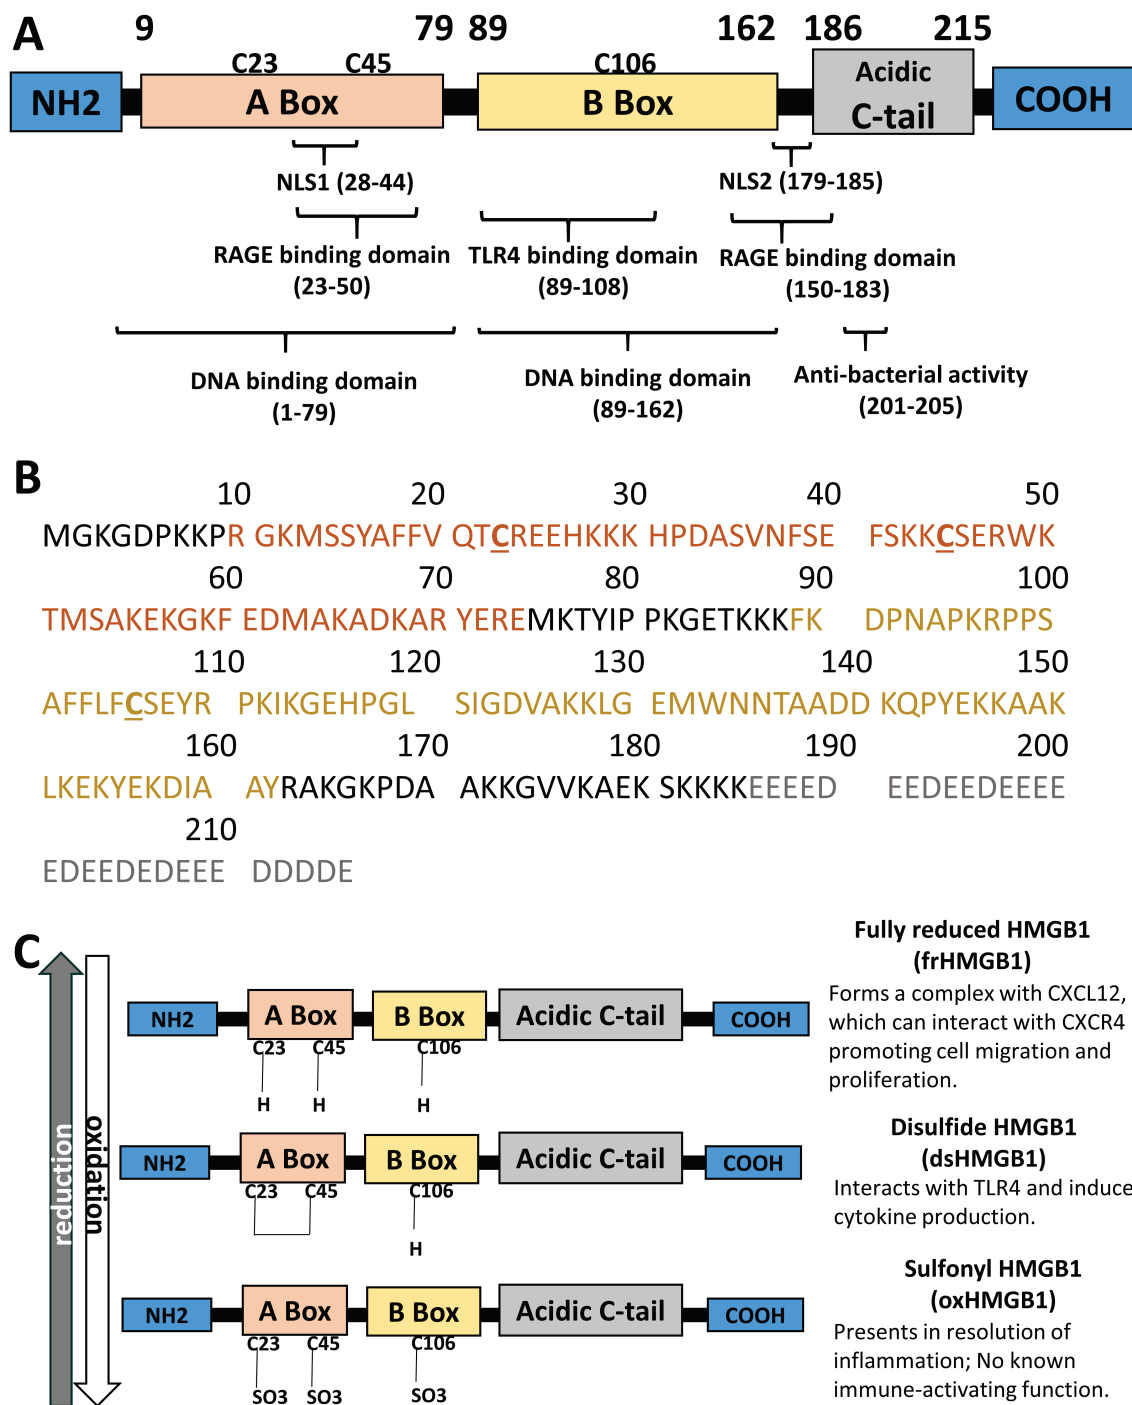 A
9 79 89 162 186 215
C23 C45 C106
NH2 A Box B Box Acidic C-tail COOH
NLS1 (28-44) NLS2 (179-185)
RAGE binding domain (23-50)
TLR4 binding domain (89-108)
RAGE binding domain (150-183)
DNA binding domain (1-79)
DNA binding domain (89-162)
Anti-bacterial activity (201-205)
B
10 20 30 40 50
MGKGDPKKPR GKMSSYAFFV QTCREEHKKK HPDASVNFSE FSKKCSERWK
60 70 80 90 100
TMSAKEKGKF EDMAKADKAR YEREMKTYIP PKGETKKKFK DPNAPKRPPS
110 120 130 140 150
AFFLFCSEYR PKIKGEHPGL SIGDVAKKLG EMWNNTAADD KQPYEKKAAK
160 170 180 190 200
LKEKYEKDIA AYRAKGKPDA AKKGVVKAEK SKKKKEEEED EEDEEDEEEE
210
EDEEDEDEEE DDDDE
C
reduction
oxidation
NH2 A Box B Box Acidic C-tail COOH
C23 C45 C106
H H H
Fully reduced HMGB1
(frHMGB1)
Forms a complex with CXCL12,
which can interact with CXCR4
promoting cell migration and
proliferation.
NH2 A Box B Box Acidic C-tail COOH
C23 C45 C106
H
Disulfide HMGB1
(dsHMGB1)
Interacts with TLR4 and induce
cytokine production.
NH2 A Box B Box Acidic C-tail COOH
C23 C45 C106
SO3 SO3 SO3
Sulfonyl HMGB1
(oxHMGB1)
Presents in resolution of
inflammation; No known
immune-activating function.